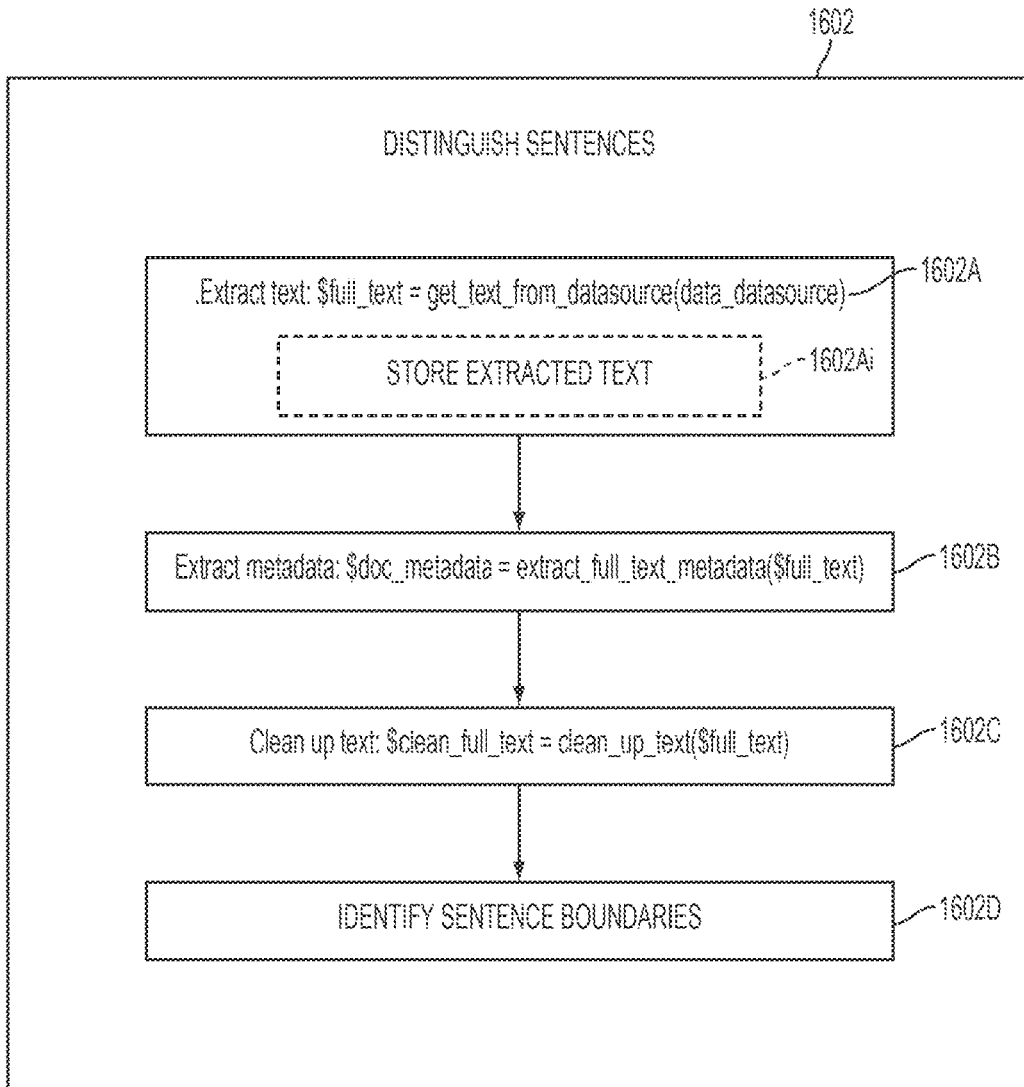 1602
DISTINGUISH SENTENCES
.Extract text: $full_text = get_text_from_datasource(data_datasource)
1602A
STORE EXTRACTED TEXT
1602Ai
Extract metadata: $doc_metadata = extract_full_text_metadata($full_text)
1602B
Clean up text: $clean_full_text = clean_up_text($full_text)
1602C
IDENTIFY SENTENCE BOUNDARIES
1602D